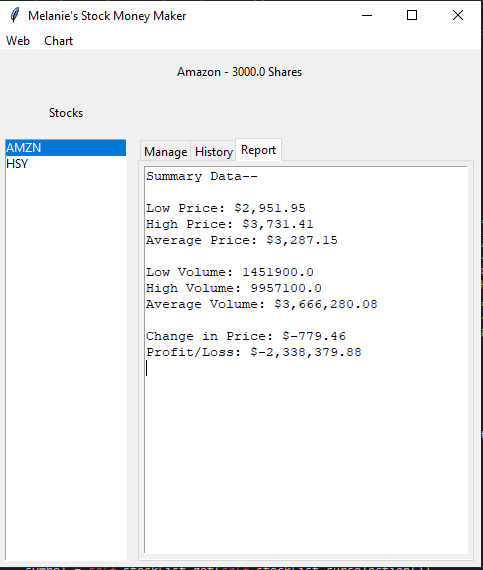 Melanie's Stock Money Maker
Web Chart
Amazon - 3000.0 Shares
Stocks
AMZN
HSY
Manage History Report
Summary Data--
Low Price: $2,951.95
High Price: $3,731.41
Average Price: $3,287.15
Low Volume: 1451900.0
High Volume: 9957100.0
Average Volume: $3,666,280.08
Change in Price: $-779.46
Profit/Loss: $-2,338,379.88